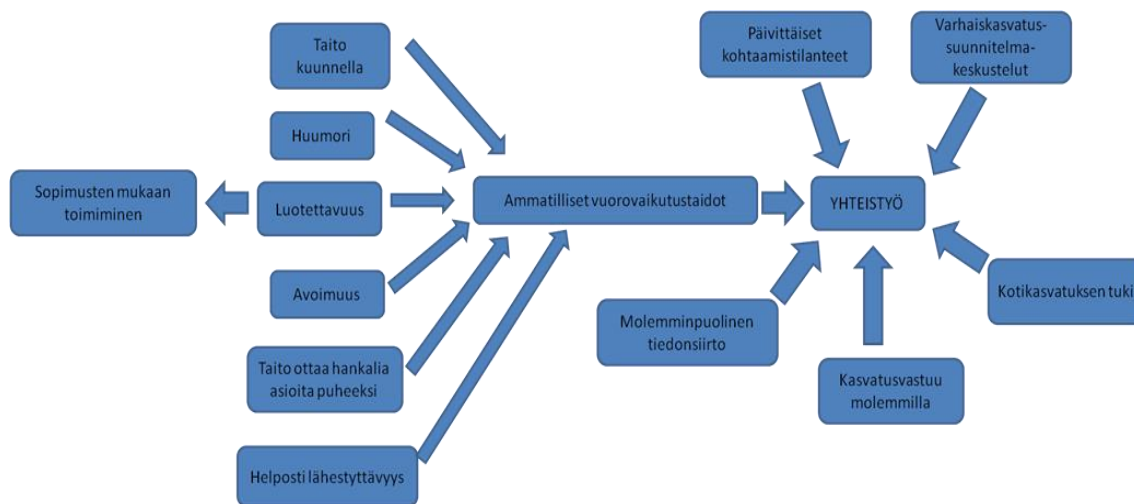 Taito
kuunnella
Huumori
Sopimusten mukaan
toimiminen
Luotettavuus
Avoimuus
Taito ottaa hankalia
asioita puheeksi
Helposti lähestyttävyys
Ammatilliset vuorovaikutustaidot
Päivittäiset
kohtaamistilanteet
Varhaiskasvatus-
suunnitelma-
keskustelut
YHTEISTYÖ
Molemminpuolinen
tiedonsiirto
Kasvatusvastuu
molemmilla
Kotikasvatuksen tuki